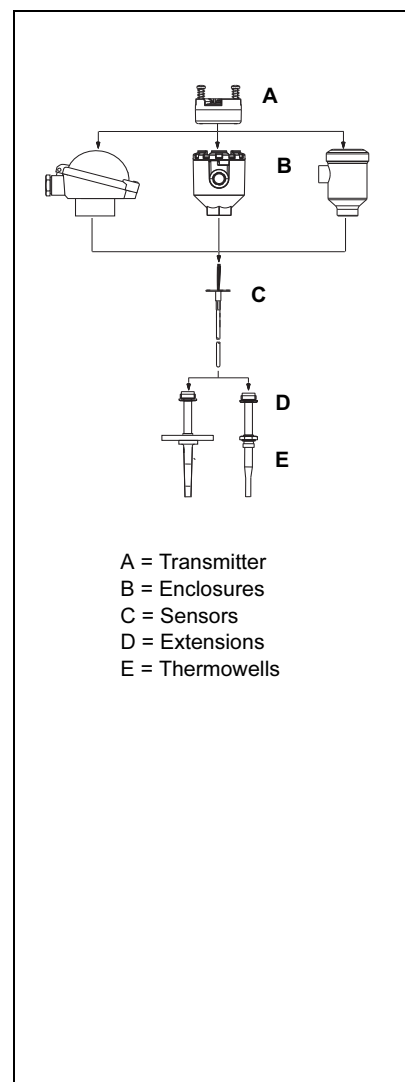 A
B
C
D
E
A = Transmitter
B = Enclosures
C = Sensors
D = Extensions
E = Thermowells